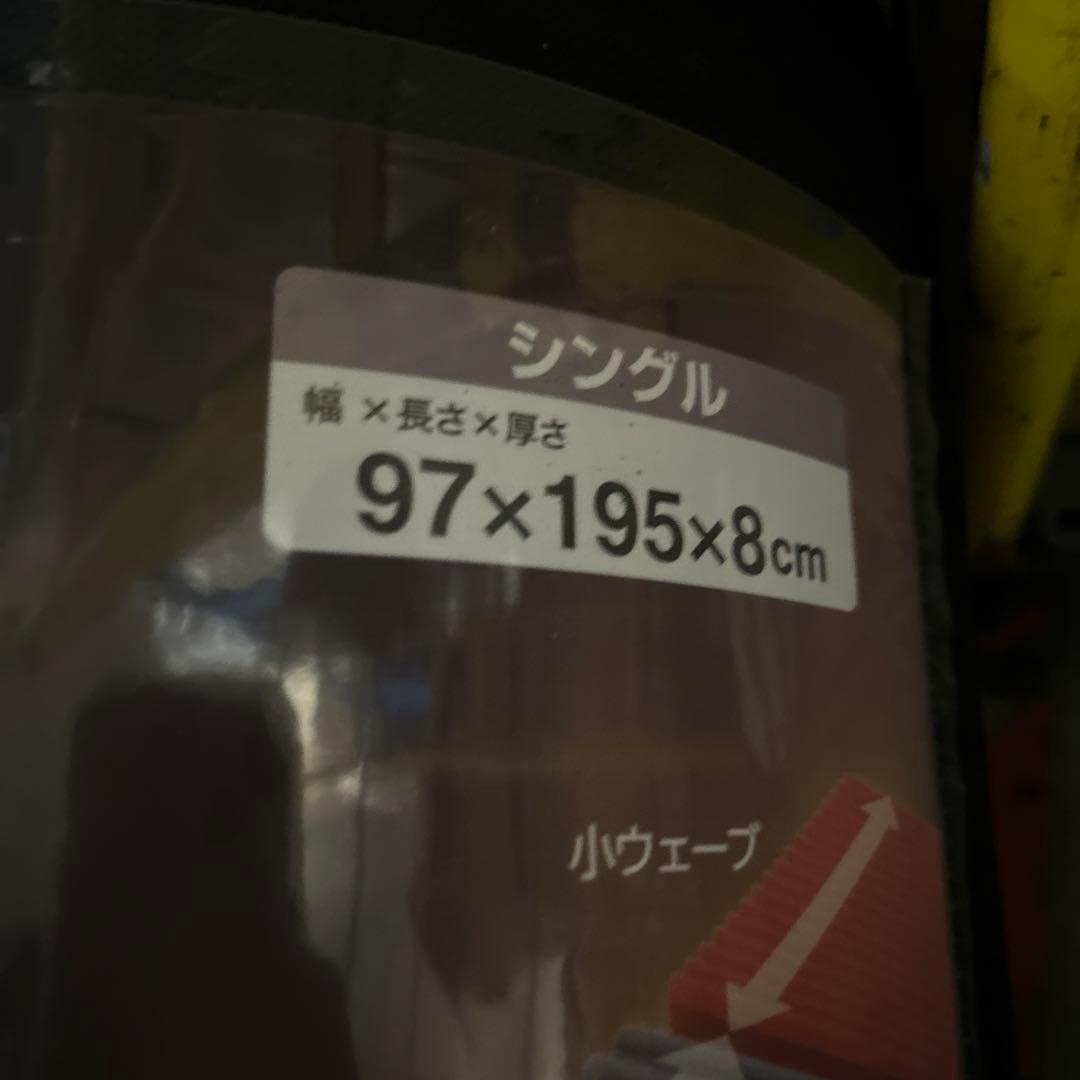 シングル
幅 ×長さ×厚さ
97×195×8cm
小ウェーブ